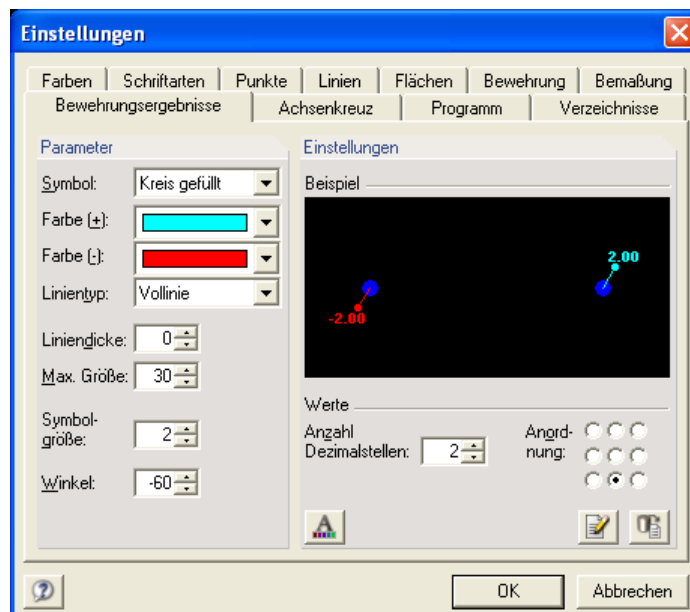 Einstellungen
Farben Schriftarten Punkte Linien Flächen Bewehrung Bemaßung
Bewehrungsergebnisse Achsenkreuz Programm Verzeichnisse
Parameter
Symbol: Kreis gefüllt
Farbe (+):
Farbe (-):
Linientyp: Vollinie
Liniendicke: 0
Max. Größe: 30
Symbol-
größe: 2
Winkel: -60
Einstellungen
Beispiel
2.00
-2.00
Werte
Anzahl
Dezimalstellen: 2
Anord-
nung:
A
?
OK
Abbrechen